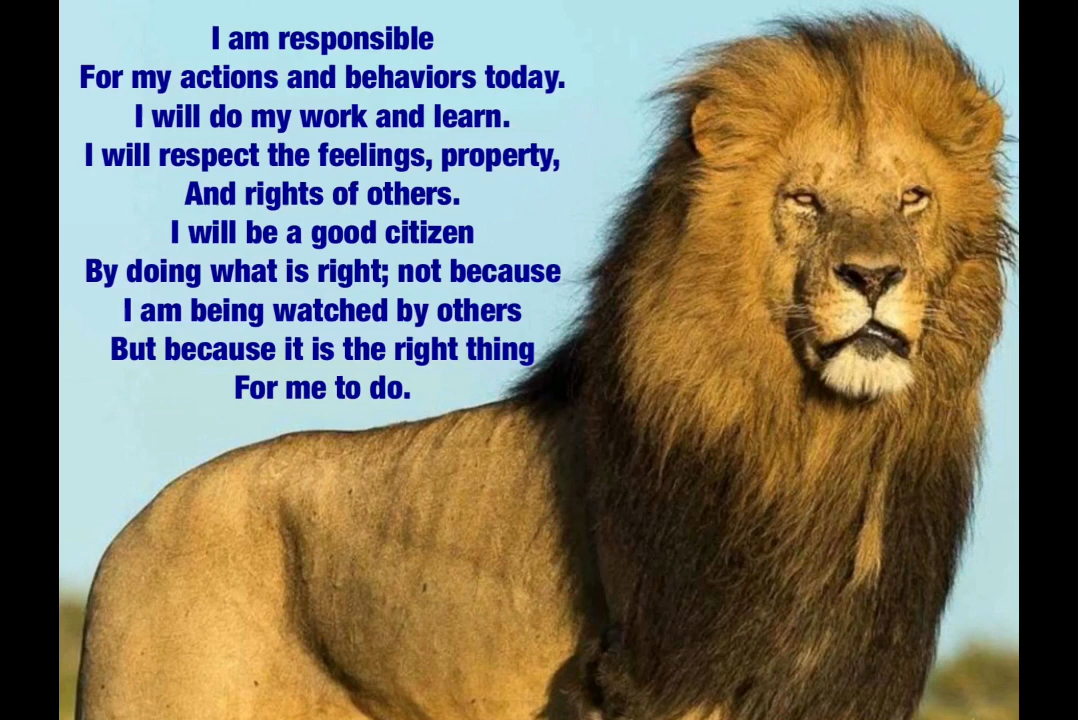 I am responsible
For my actions and behaviors today.
I will do my work and learn.
I will respect the feelings, property,
And rights of others.
I will be a good citizen
By doing what is right; not because
I am being watched by others
But because it is the right thing
For me to do.